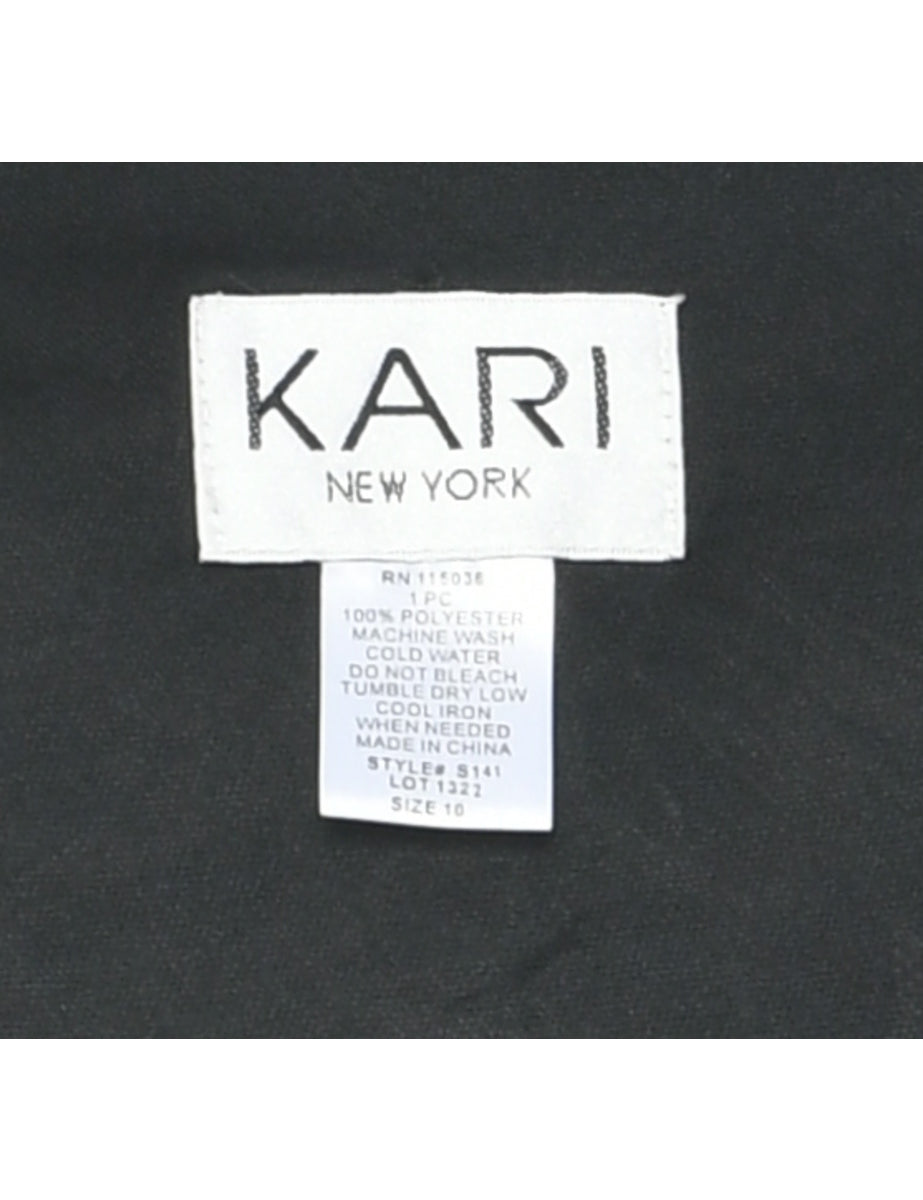 KARI
NEW YORK
RN 115036
1 PC
100% POLYESTER
MACHINE WASH
COLD WATER
DO NOT BLEACH
TUMBLE DRY LOW
COOL IRON
WHEN NEEDED
MADE IN CHINA
STYLE# S141
LOT 1322
SIZE 10